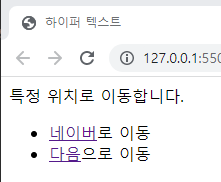 하이퍼 텍스트
127.0.0.1:550
특정 위치로 이동합니다.
네이버로 이동
다음으로 이동